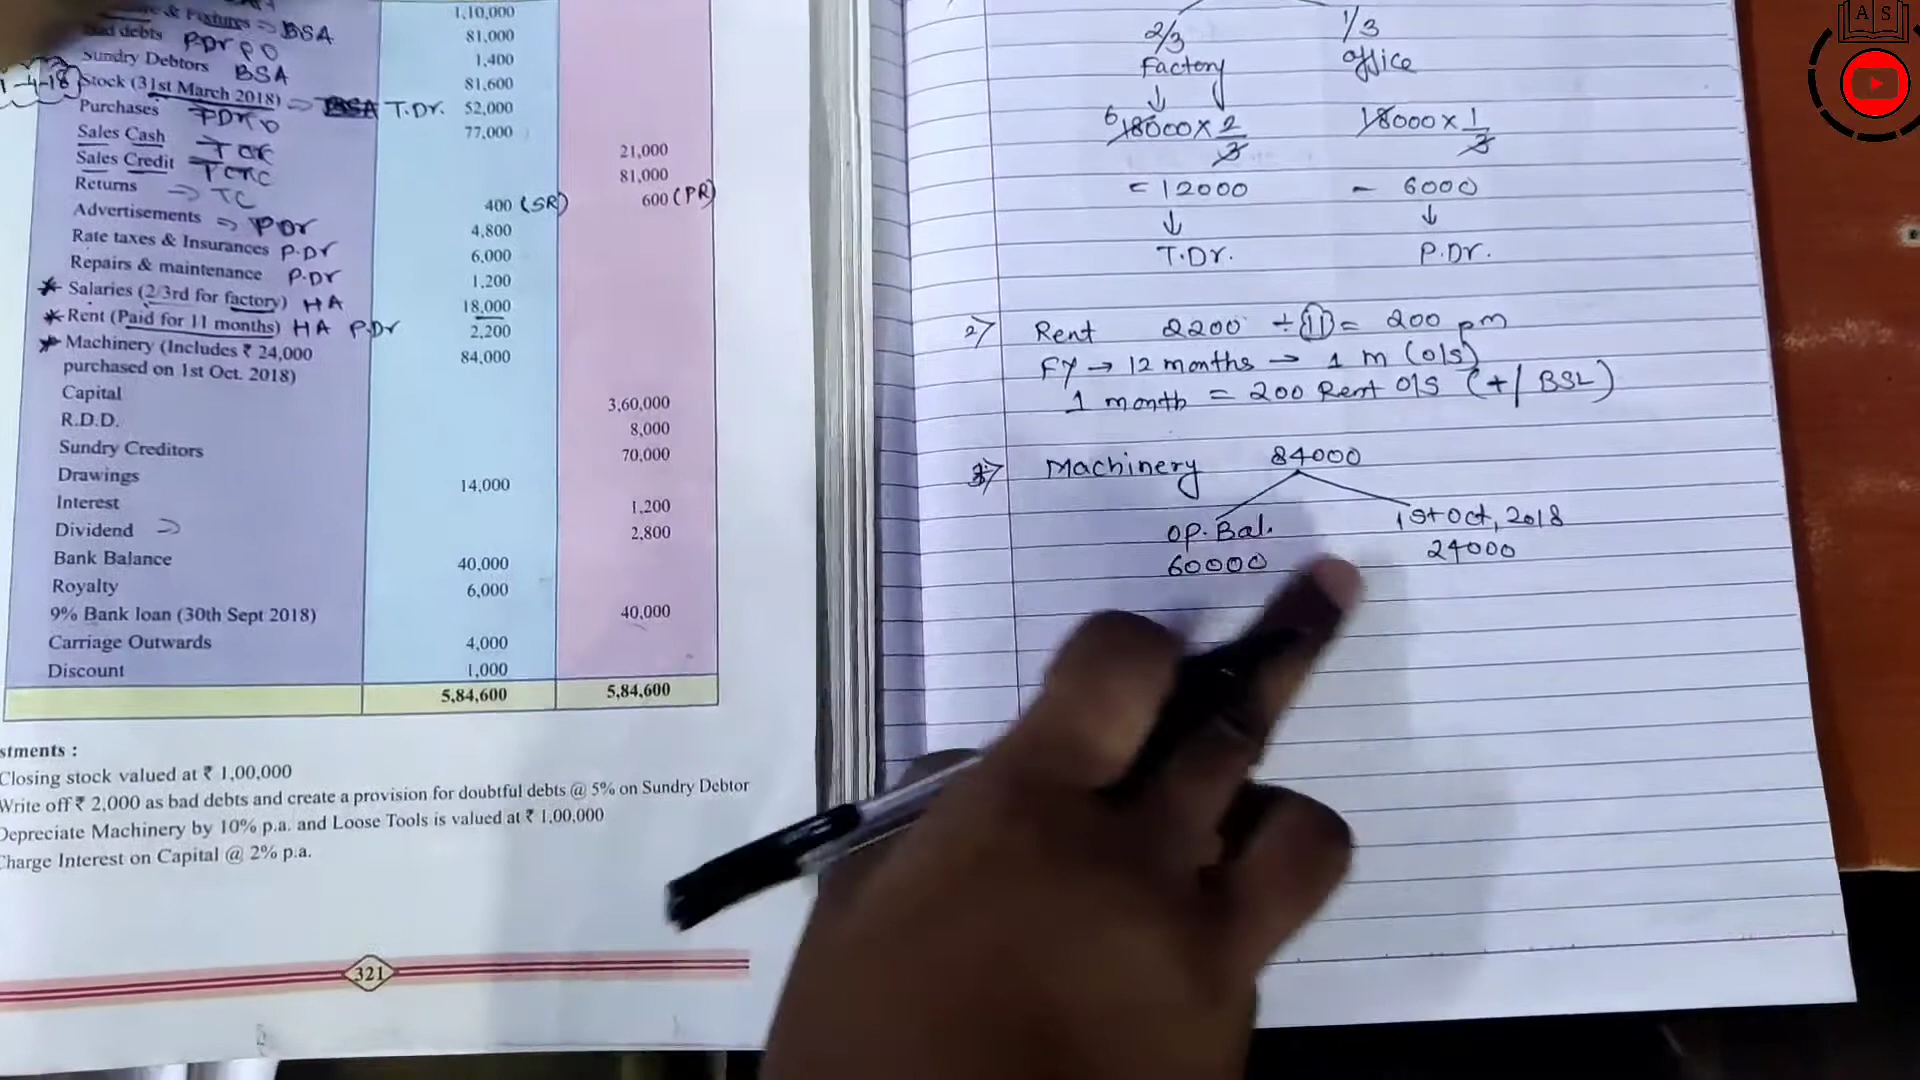 & Fixtures => BSA 1,10,000
Bad debts P.Dr 81,000
Sundry Debtors BSA 1,400
1-4-18 Stock (31st March 2018) => BSA T.Dr. 81,600
Purchases 52,000
Sales Cash 77,000
Sales Credit 21,000
Returns => TC 81,000
400 (SR) 600 (PR)
Advertisements => P.Dr 4,800
Rate taxes & Insurances P.Dr 6,000
Repairs & maintenance P.Dr 1,200
* Salaries (2/3rd for factory) HA 18,000
* Rent (Paid for 11 months) HA P.Dr 2,200
* Machinery (Includes ₹ 24,000 84,000
purchased on 1st Oct. 2018)
Capital 3,60,000
R.D.D. 8,000
Sundry Creditors 70,000
Drawings 14,000
Interest 1,200
Dividend => 2,800
Bank Balance 40,000
Royalty 6,000
9% Bank loan (30th Sept 2018) 40,000
Carriage Outwards 4,000
Discount 1,000
5,84,600 5,84,600
stments :
Closing stock valued at ₹ 1,00,000
Write off ₹ 2,000 as bad debts and create a provision for doubtful debts @ 5% on Sundry Debtor
Depreciate Machinery by 10% p.a. and Loose Tools is valued at ₹ 1,00,000
Charge Interest on Capital @ 2% p.a.
321
2/3 1/3
Factory office
6 18000 × 2/3 18000 × 1/3
= 12000 - 6000
↓ ↓
T.Dr. P.Dr.
2) Rent 2200 ÷ 11 = 200 pm
FY → 12 months → 1 m (o/s)
1 month = 200 Rent O/S (+/BSL)
3) Machinery 84000
OP. Bal. 1st Oct, 2018
60000 24000
A S